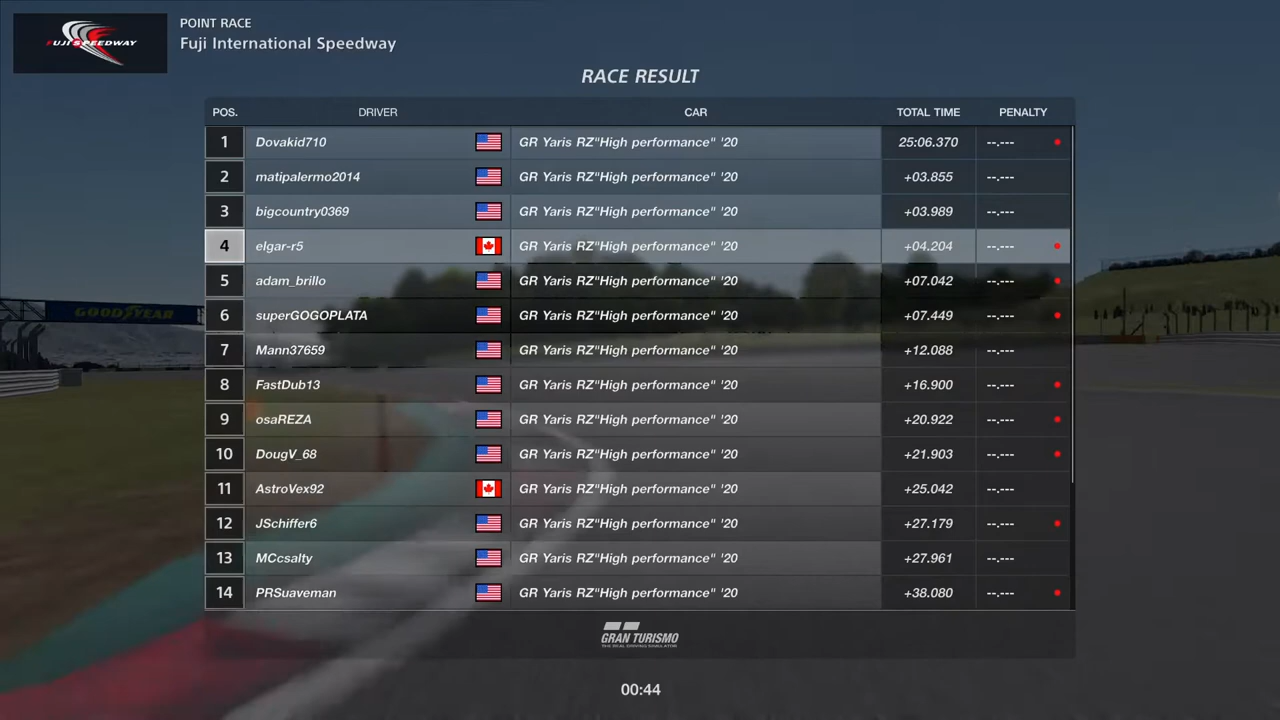 FUJI SPEEDWAY
POINT RACE
Fuji International Speedway
RACE RESULT
POS. DRIVER CAR TOTAL TIME PENALTY
1 Dovakid710 GR Yaris RZ"High performance" '20 25:06.370 --.---
2 matipalermo2014 GR Yaris RZ"High performance" '20 +03.855 --.---
3 bigcountry0369 GR Yaris RZ"High performance" '20 +03.989 --.---
4 elgar-r5 GR Yaris RZ"High performance" '20 +04.204 --.---
5 adam_brillo GR Yaris RZ"High performance" '20 +07.042 --.---
6 superGOGOPLATA GR Yaris RZ"High performance" '20 +07.449 --.---
7 Mann37659 GR Yaris RZ"High performance" '20 +12.088 --.---
8 FastDub13 GR Yaris RZ"High performance" '20 +16.900 --.---
9 osaREZA GR Yaris RZ"High performance" '20 +20.922 --.---
10 DougV_68 GR Yaris RZ"High performance" '20 +21.903 --.---
11 AstroVex92 GR Yaris RZ"High performance" '20 +25.042 --.---
12 JSchiffer6 GR Yaris RZ"High performance" '20 +27.179 --.---
13 MCcsalty GR Yaris RZ"High performance" '20 +27.961 --.---
14 PRSuaveman GR Yaris RZ"High performance" '20 +38.080 --.---
GOODYEAR
GRAN TURISMO
THE REAL DRIVING SIMULATOR
00:44